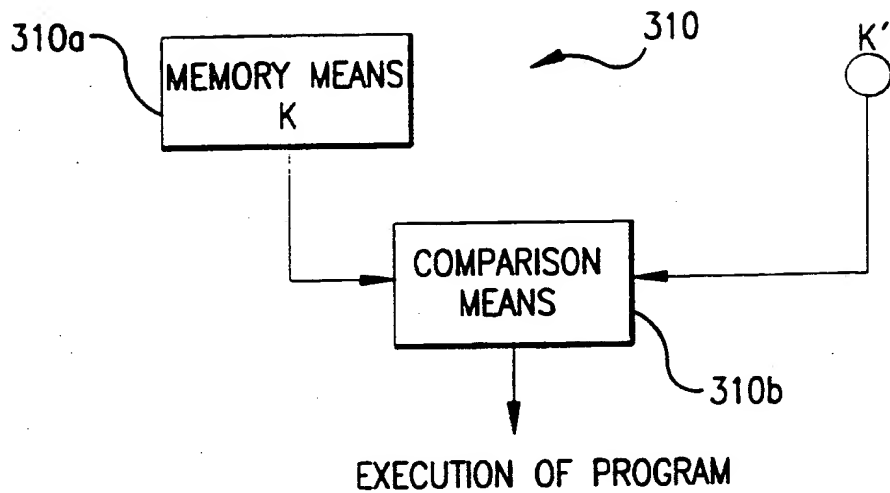 310a
310
K'
MEMORY MEANS
K
COMPARISON
MEANS
310b
EXECUTION OF PROGRAM